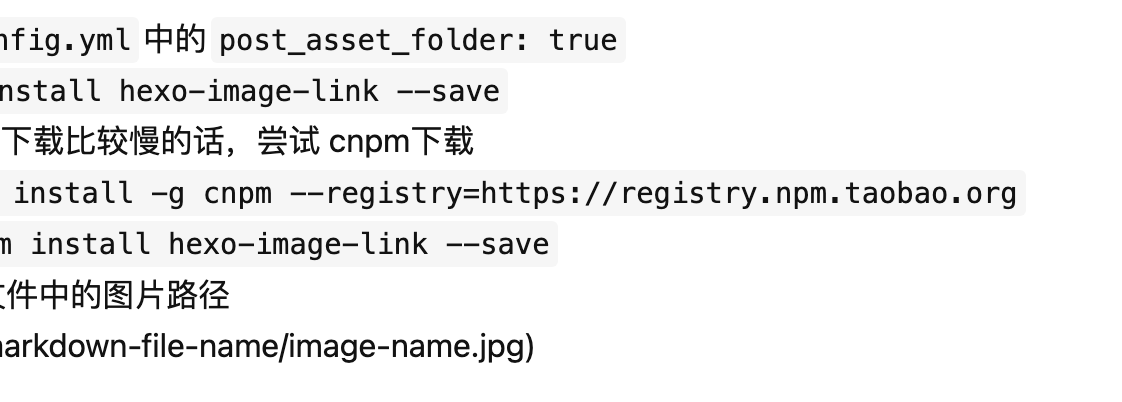 nfig.yml 中的 post_asset_folder: true
nstall hexo-image-link --save
下载比较慢的话，尝试 cnpm下载
install -g cnpm --registry=https://registry.npm.taobao.org
m install hexo-image-link --save
文件中的图片路径
markdown-file-name/image-name.jpg)